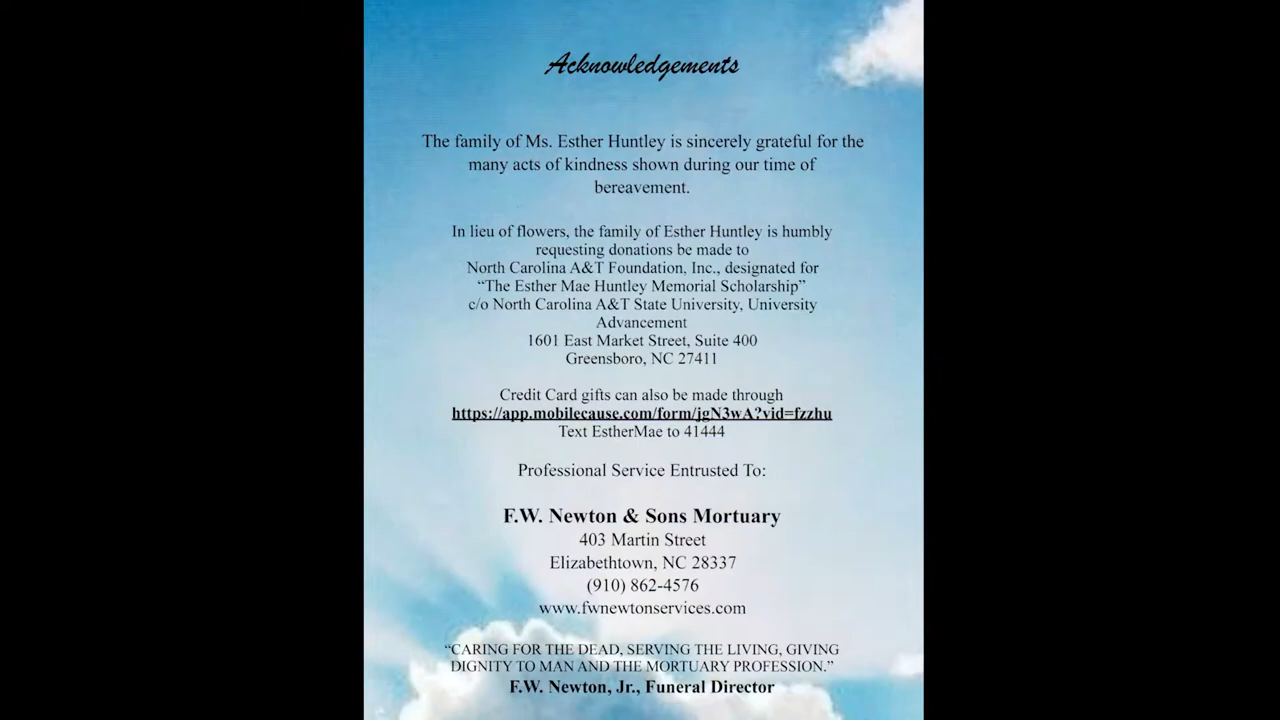 Acknowledgements
The family of Ms. Esther Huntley is sincerely grateful for the
many acts of kindness shown during our time of
bereavement.
In lieu of flowers, the family of Esther Huntley is humbly
requesting donations be made to
North Carolina A&T Foundation, Inc., designated for
“The Esther Mae Huntley Memorial Scholarship”
c/o North Carolina A&T State University, University
Advancement
1601 East Market Street, Suite 400
Greensboro, NC 27411
Credit Card gifts can also be made through
https://app.mobilecause.com/form/jgN3wA?vid=fzzhu
Text EstherMae to 41444
Professional Service Entrusted To:
F.W. Newton & Sons Mortuary
403 Martin Street
Elizabethtown, NC 28337
(910) 862-4576
www.fwnewtonservices.com
“CARING FOR THE DEAD, SERVING THE LIVING, GIVING
DIGNITY TO MAN AND THE MORTUARY PROFESSION.”
F.W. Newton, Jr., Funeral Director